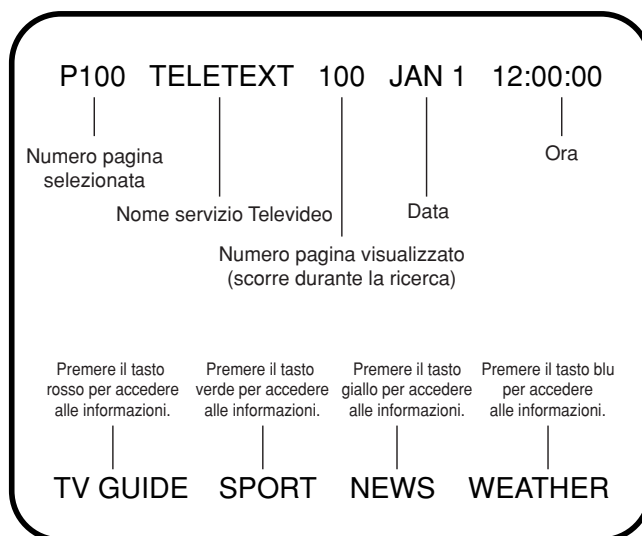 P100 TELETEXT 100 JAN 1 12:00:00
Numero pagina
selezionata
Ora
Nome servizio Televideo
Data
Numero pagina visualizzato
(scorre durante la ricerca)
Premere il tasto
rosso per accedere
alle informazioni.
Premere il tasto
verde per accedere
alle informazioni.
Premere il tasto
giallo per accedere
alle informazioni.
Premere il tasto blu
per accedere
alle informazioni.
TV GUIDE SPORT NEWS WEATHER